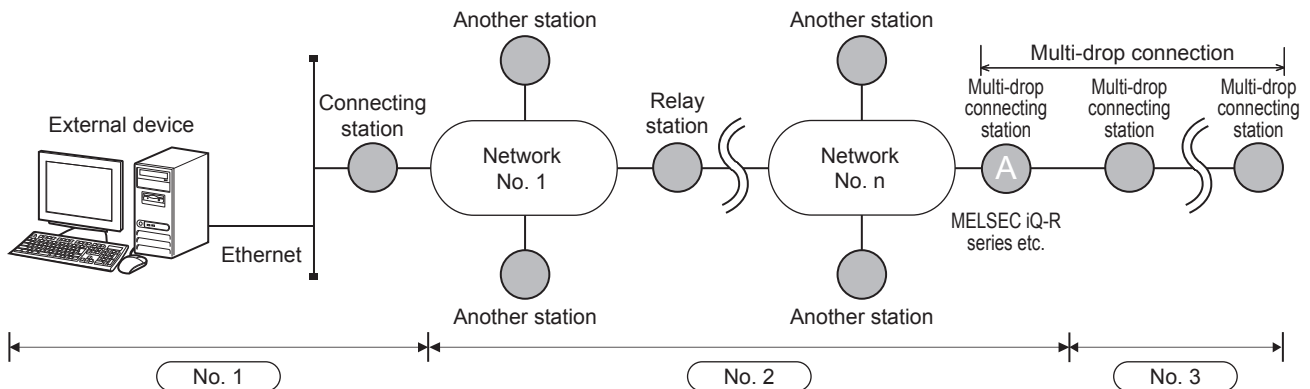 Another station
Another station
Multi-drop connection
External device
Connecting
station
Relay
station
Multi-drop
connecting
station
Multi-drop
connecting
station
Multi-drop
connecting
station
Network
No. 1
Network
No. n
A
Ethernet
MELSEC iQ-R
series etc.
Another station
Another station
No. 1
No. 2
No. 3